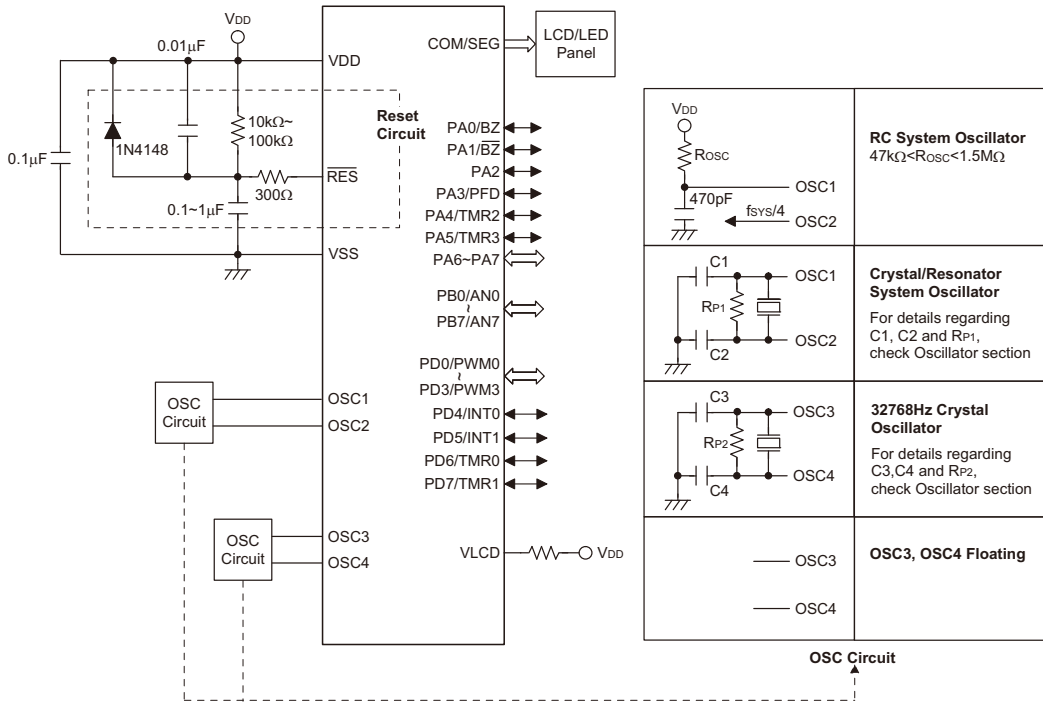 VDD
0.01µF
VDD
COM/SEG
LCD/LED
Panel
Reset
Circuit
10kΩ~
100kΩ
1N4148
0.1µF
300Ω
RES
0.1~1µF
VSS
PA0/BZ
PA1/BZ
PA2
PA3/PFD
PA4/TMR2
PA5/TMR3
PA6~PA7
PB0/AN0
~
PB7/AN7
PD0/PWM0
~
PD3/PWM3
PD4/INT0
PD5/INT1
PD6/TMR0
PD7/TMR1
OSC
Circuit
OSC1
OSC2
OSC
Circuit
OSC3
OSC4
VLCD
VDD
VDD
ROSC
470pF
OSC1
fSYS/4
OSC2
RC System Oscillator
47kΩ<ROSC<1.5MΩ
C1
RP1
C2
OSC1
OSC2
Crystal/Resonator
System Oscillator
For details regarding
C1, C2 and RP1,
check Oscillator section
C3
RP2
C4
OSC3
OSC4
32768Hz Crystal
Oscillator
For details regarding
C3,C4 and RP2,
check Oscillator section
OSC3
OSC4
OSC3, OSC4 Floating
OSC Circuit